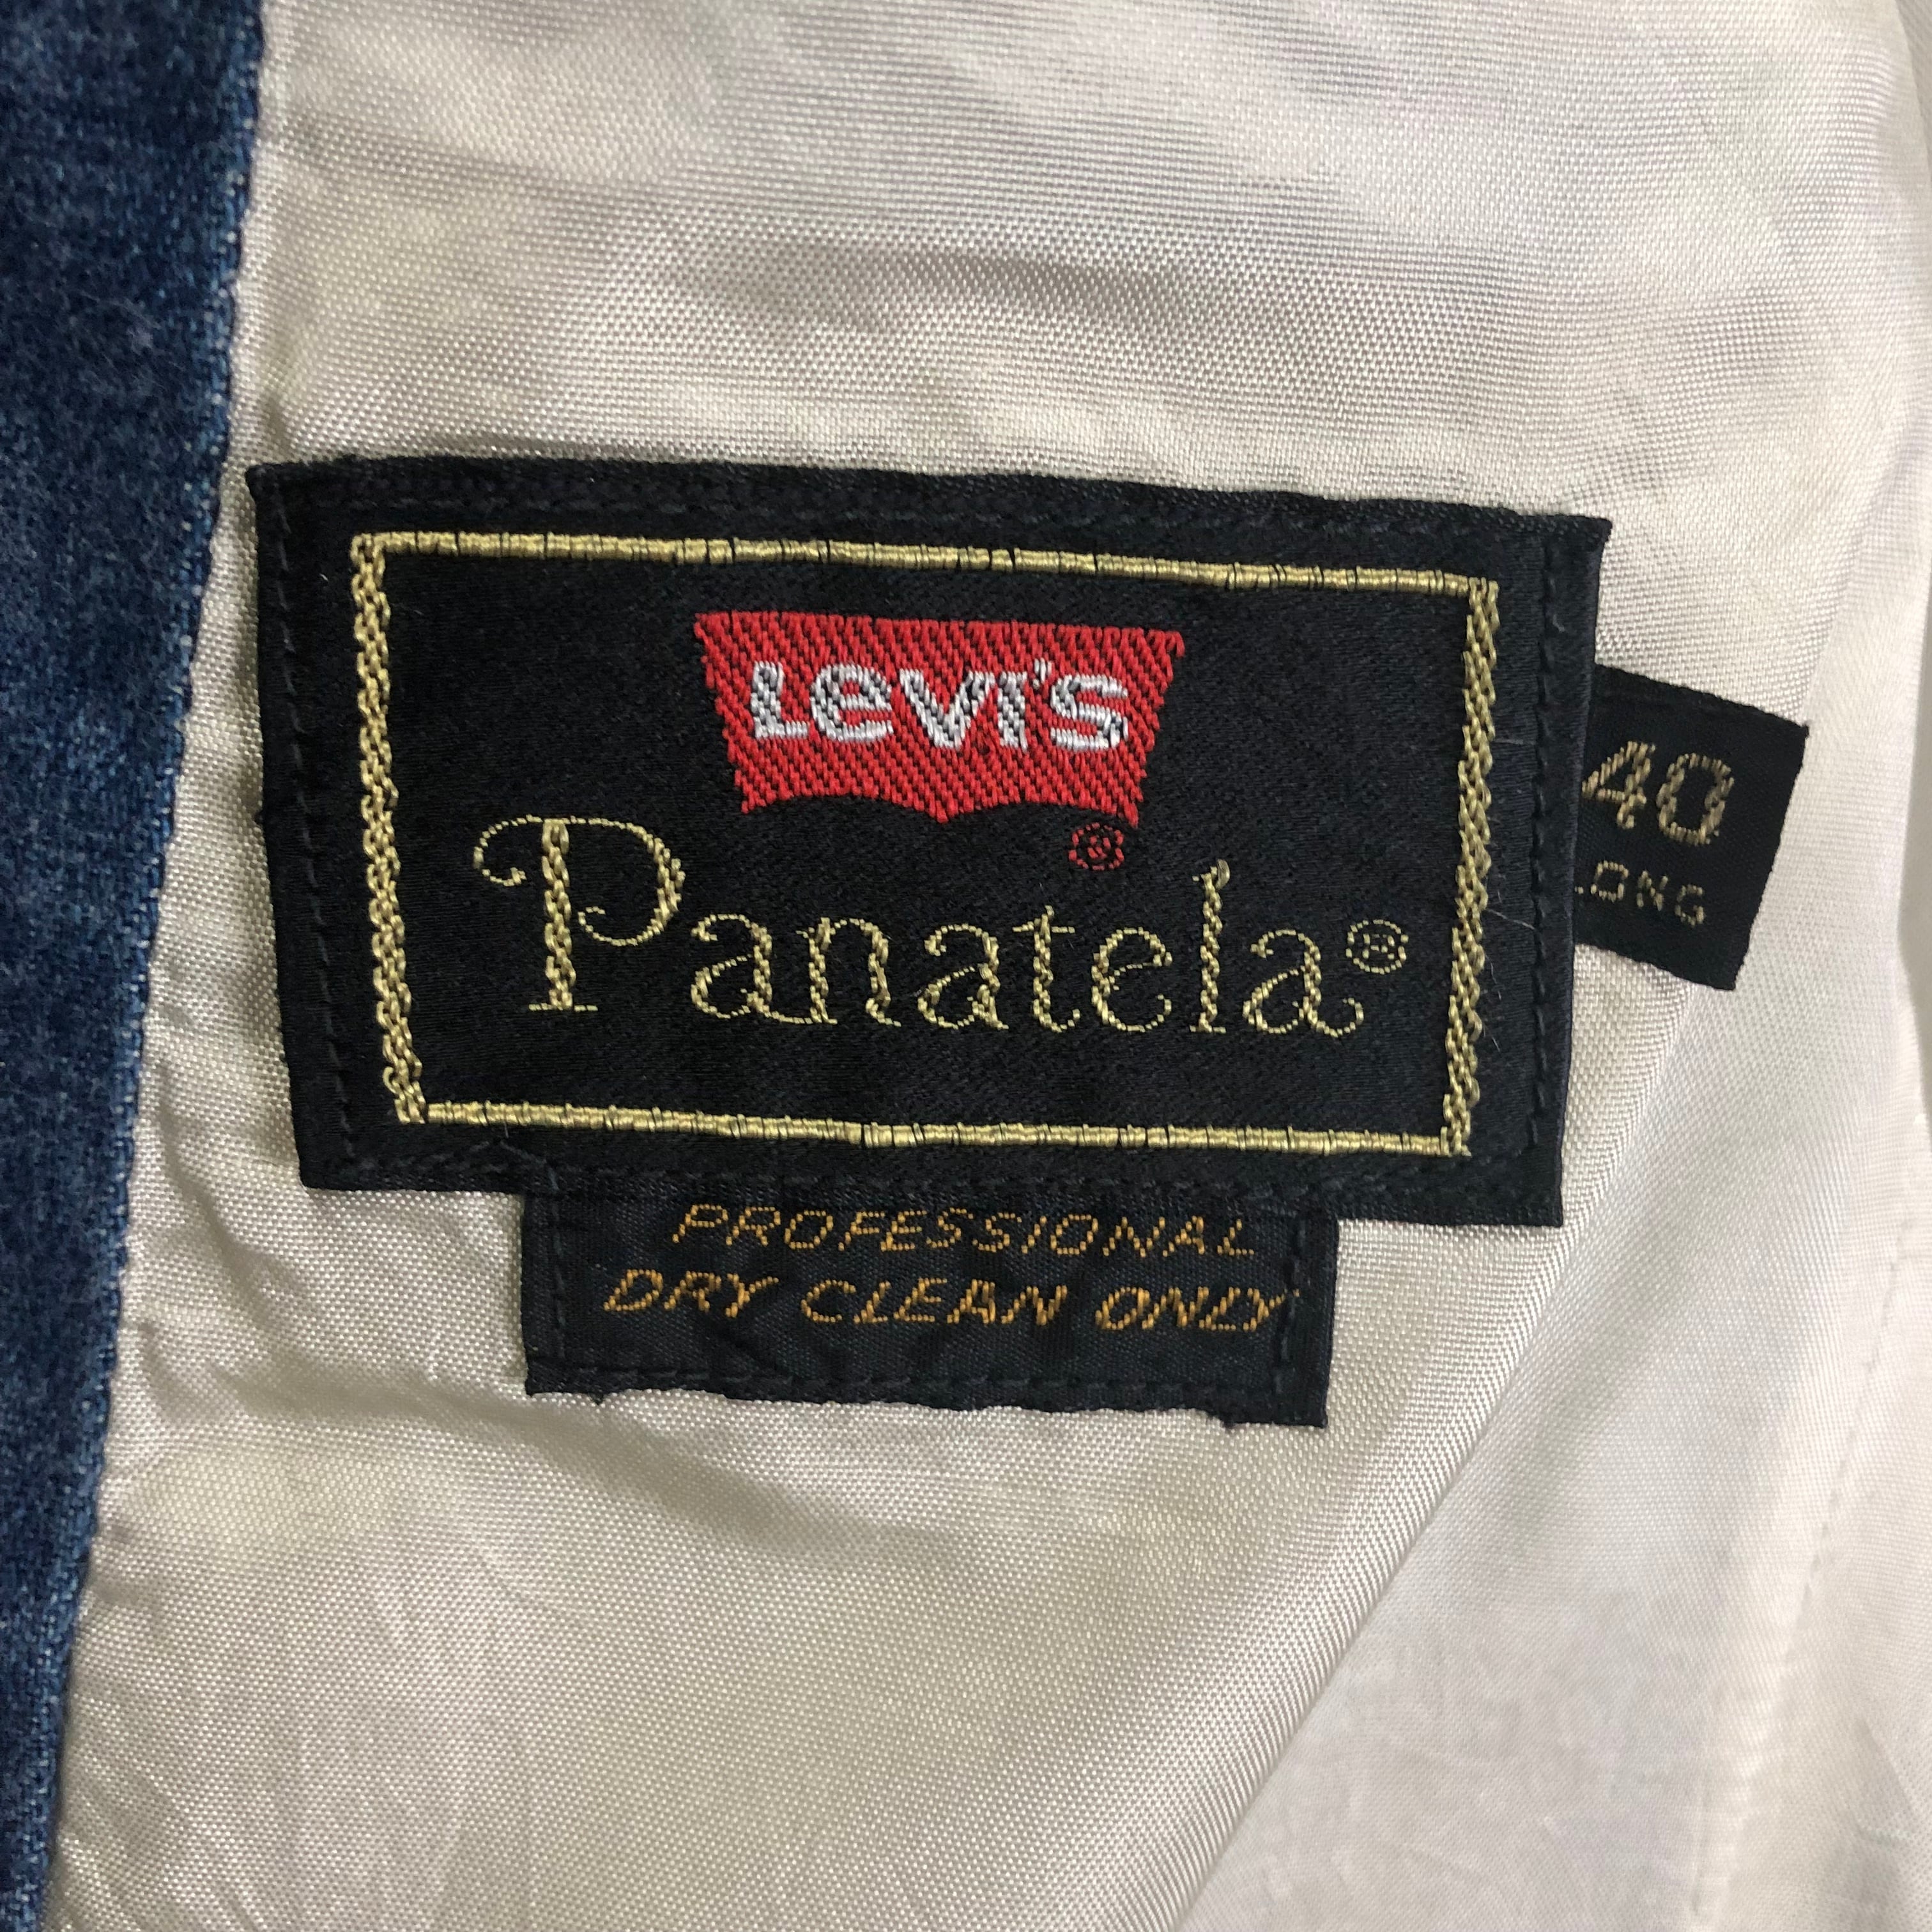 Levi's
®
Panatela®
40
LONG
PROFESSIONAL
DRY CLEAN ONLY